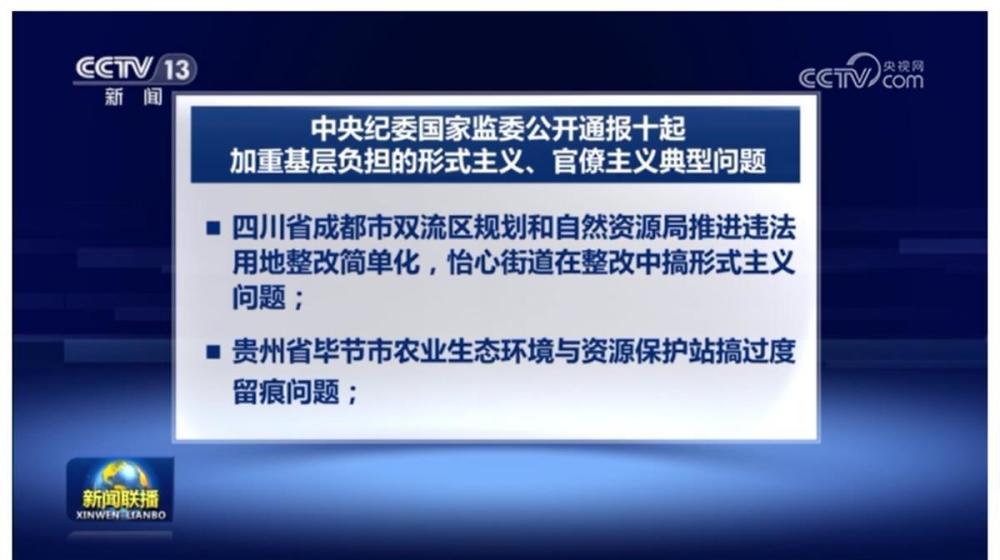 CCTV 13
新闻
央视网
CCTV.com
中央纪委国家监委公开通报十起
加重基层负担的形式主义、官僚主义典型问题
■ 四川省成都市双流区规划和自然资源局推进违法
用地整改简单化，怡心街道在整改中搞形式主义
问题；
■ 贵州省毕节市农业生态环境与资源保护站搞过度
留痕问题；
新闻联播
XINWEN LIANBO